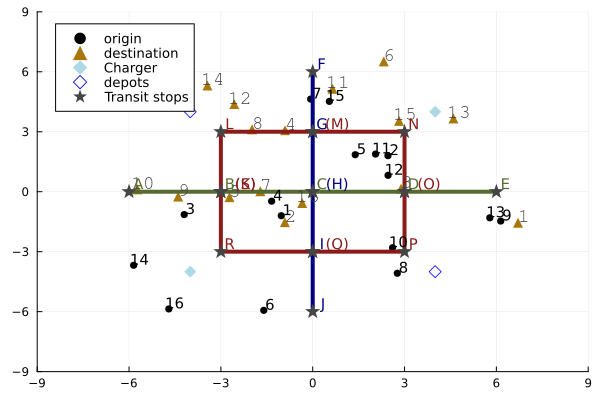 9
6
3
0
−3
−6
−9
−9
−6
−3
0
3
6
9
origin
destination
Charger
depots
Transit stops
F
6
14
7
15
11
12
13
15
L
8
4
G(M)
N
5
11
2
12
A
10
9
B(S)
7
C(H)
D(O)
E
3
4
1
2
13
9
1
R
I(Q)
10
P
14
8
16
6
J